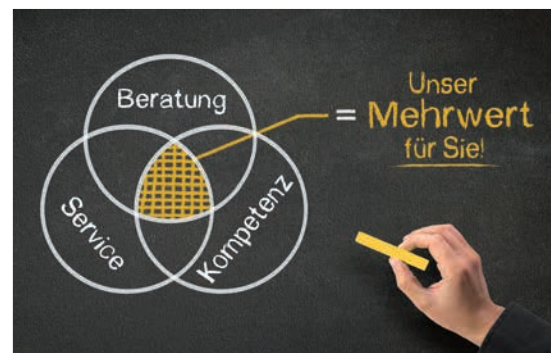 Beratung
Service
Kompetenz
= Unser
Mehrwert
für Sie!